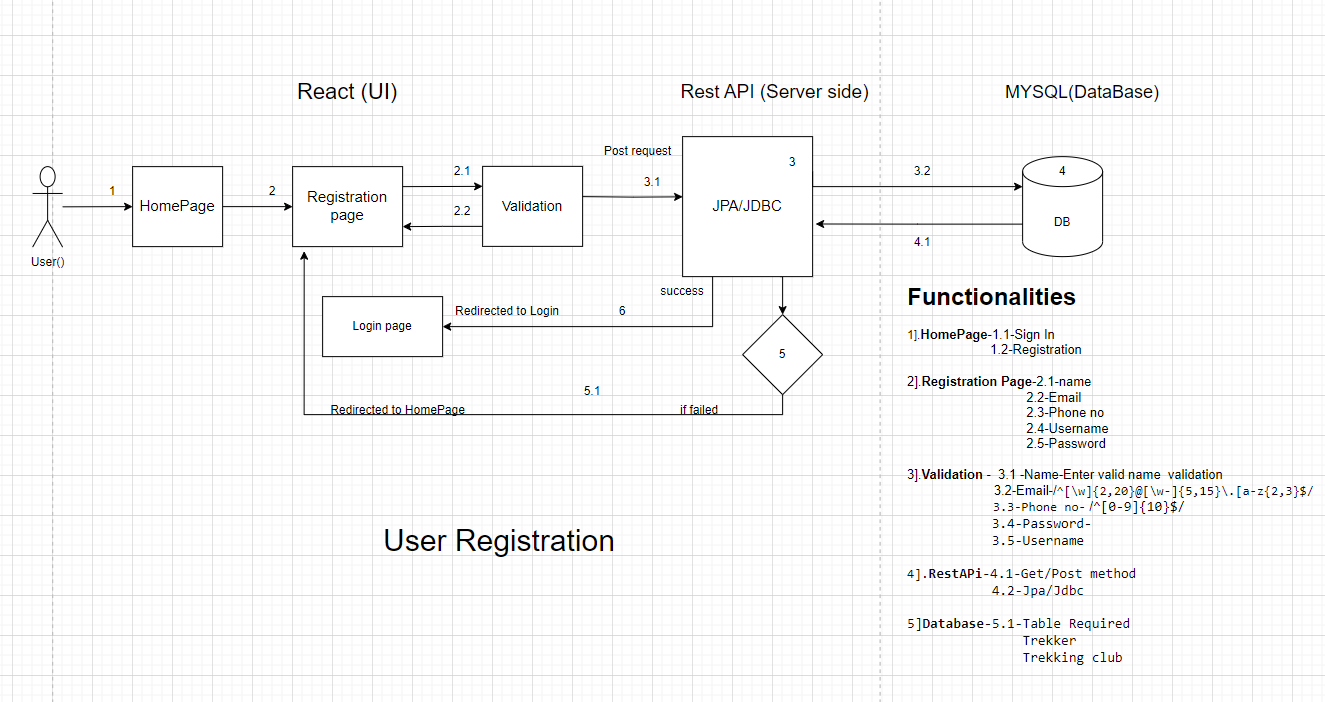 React (UI)
Rest API (Server side)
MYSQL(DataBase)
Post request
3
1
2
2.1
3.1
3.2
4
HomePage
Registration
page
2.2
Validation
JPA/JDBC
DB
4.1
User()
success
Redirected to Login
6
Login page
5
5.1
Redirected to HomePage
if failed
User Registration
Functionalities
1].HomePage-1.1-Sign In
1.2-Registration
2].Registration Page-2.1-name
2.2-Email
2.3-Phone no
2.4-Username
2.5-Password
3].Validation - 3.1 -Name-Enter valid name validation
3.2-Email-/^[\w]{2,20}@[\w-]{5,15}\.[a-z{2,3}$/
3.3-Phone no- /^[0-9]{10}$/
3.4-Password-
3.5-Username
4].RestAPi-4.1-Get/Post method
4.2-Jpa/Jdbc
5]Database-5.1-Table Required
Trekker
Trekking club